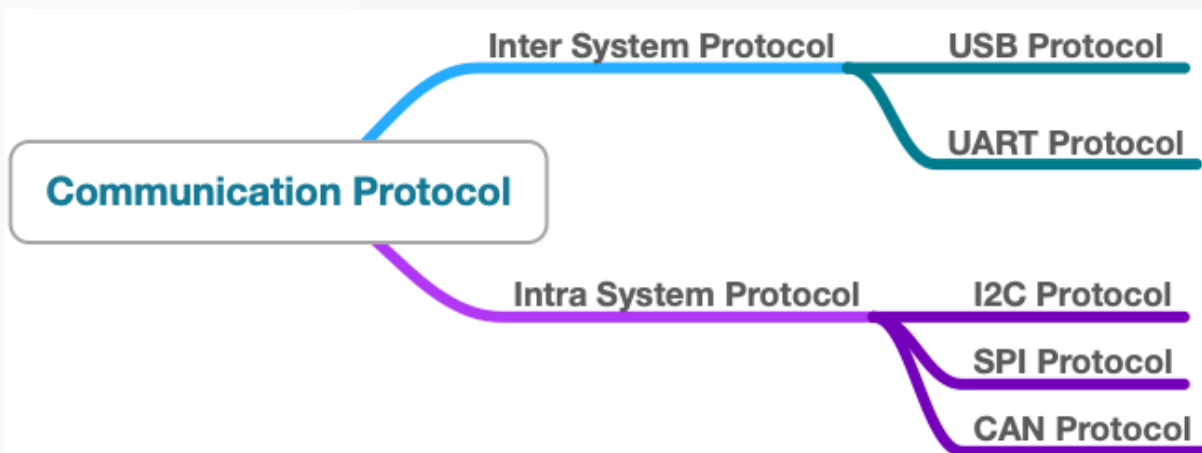 Inter System Protocol
USB Protocol
UART Protocol
Communication Protocol
Intra System Protocol
I2C Protocol
SPI Protocol
CAN Protocol